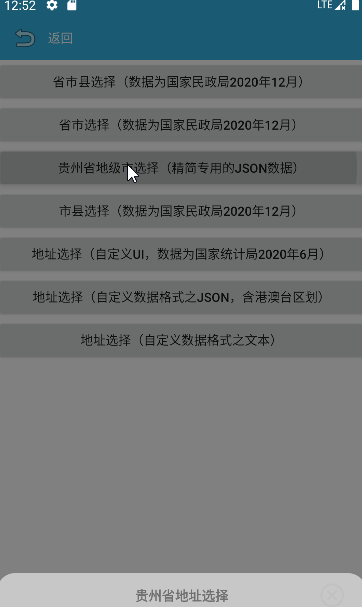 12:52 LTE
返回
省市县选择（数据为国家民政局2020年12月）
省市选择（数据为国家民政局2020年12月）
贵州省地级市选择（精简专用的JSON数据）
市县选择（数据为国家民政局2020年12月）
地址选择（自定义UI，数据为国家统计局2020年6月）
地址选择（自定义数据格式之JSON，含港澳台区划）
地址选择（自定义数据格式之文本）
贵州省地址选择